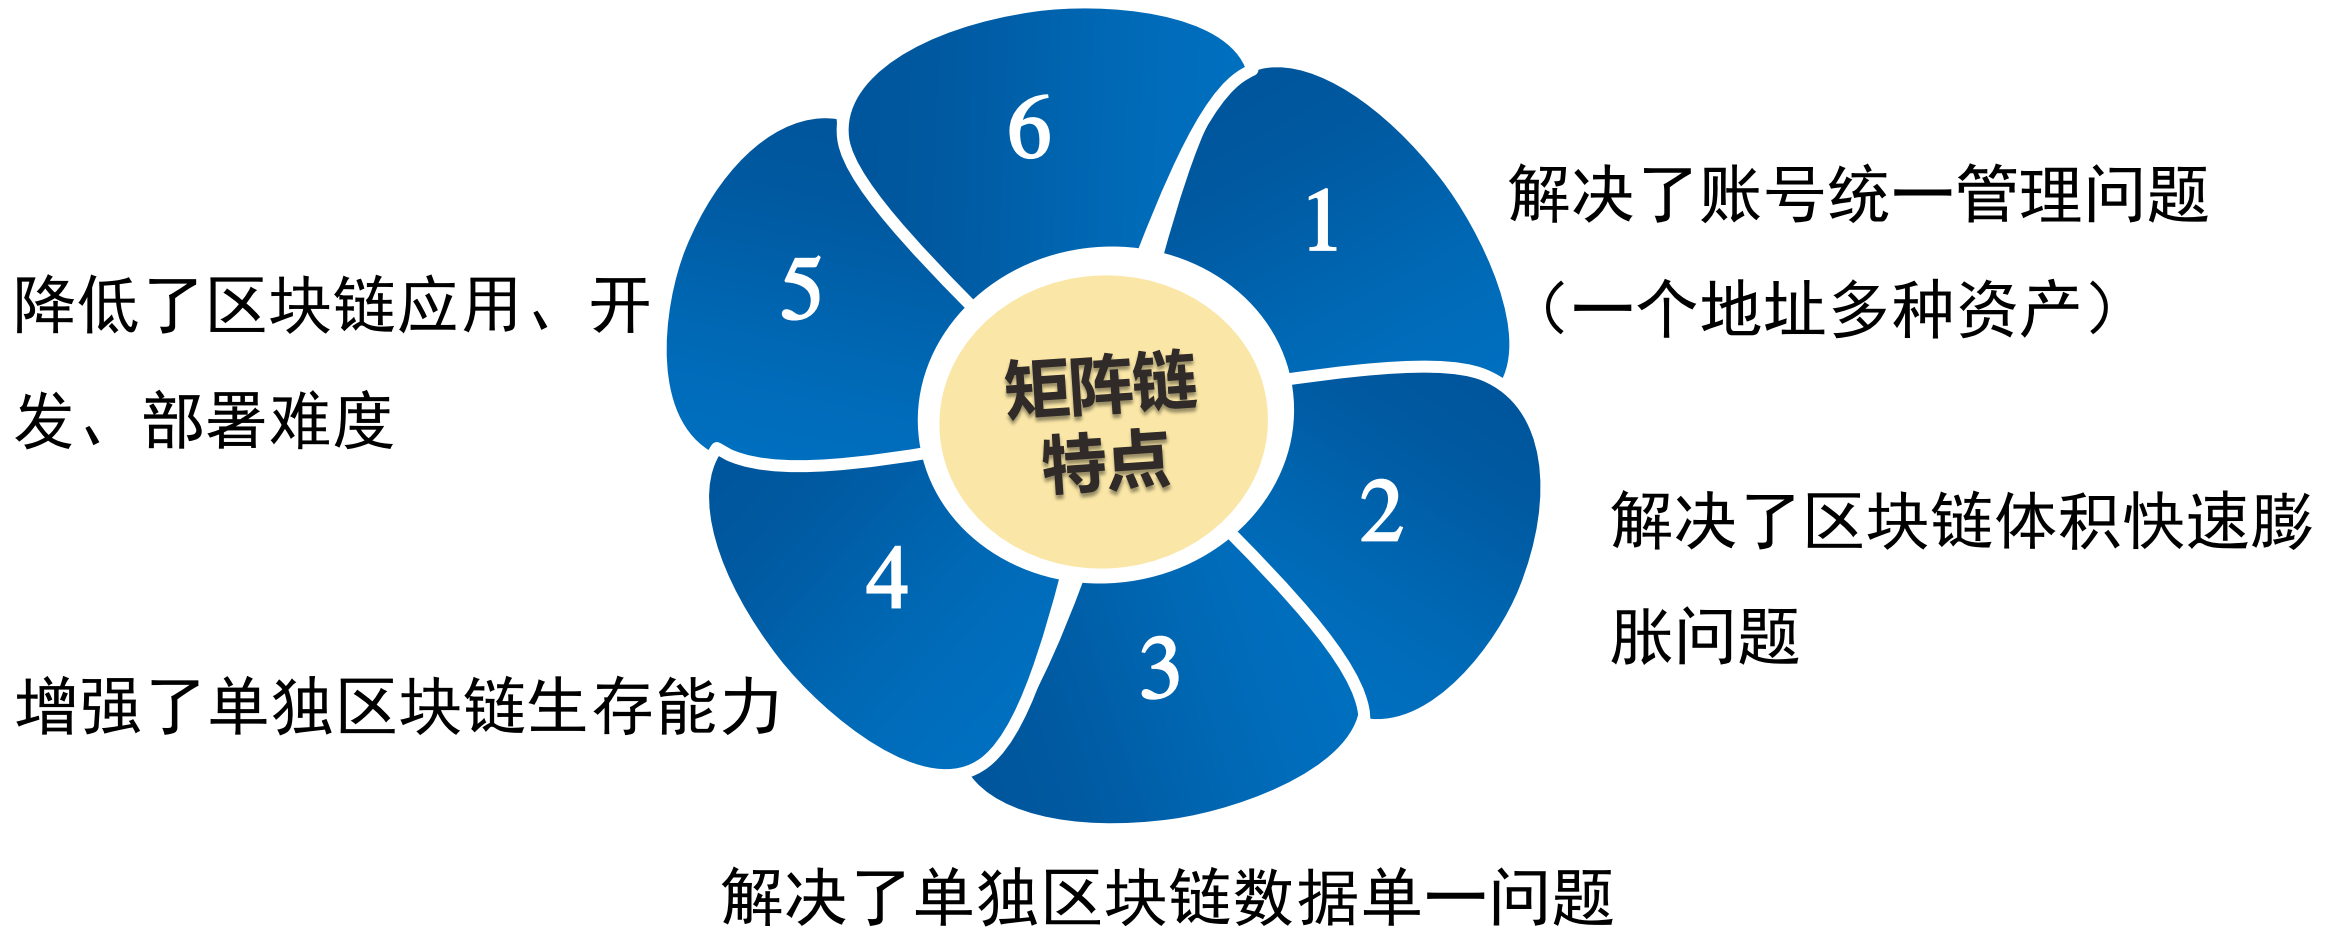 6
1
解决了账号统一管理问题
（一个地址多种资产）
5
降低了区块链应用、开
发、部署难度
矩阵链
特点
2
解决了区块链体积快速膨
胀问题
4
增强了单独区块链生存能力
3
解决了单独区块链数据单一问题